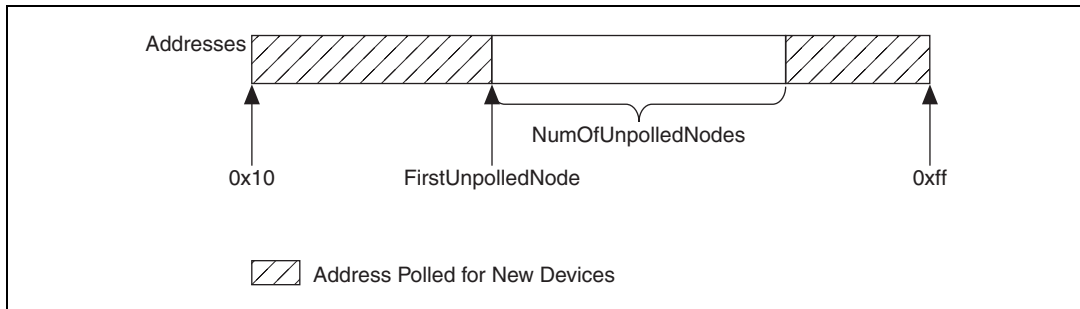 Addresses
NumOfUnpolledNodes
0x10 FirstUnpolledNode 0xff
Address Polled for New Devices